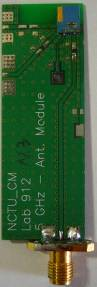 NCTU_CM
Lab 912
5 GHz - Ant. Module